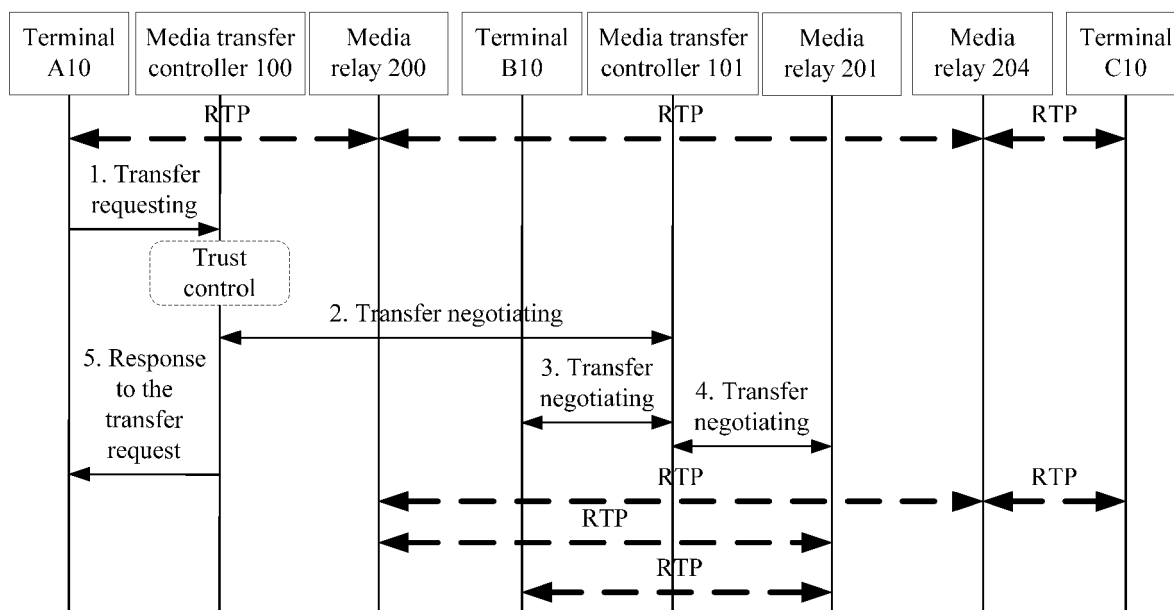 Terminal
A10
Media transfer
controller 100
Media
relay 200
Terminal
B10
Media transfer
controller 101
Media
relay 201
Media
relay 204
Terminal
C10
RTP
RTP
RTP
1. Transfer
requesting
Trust
control
2. Transfer negotiating
5. Response
to the
transfer
request
3. Transfer
negotiating
4. Transfer
negotiating
RTP
RTP
RTP
RTP